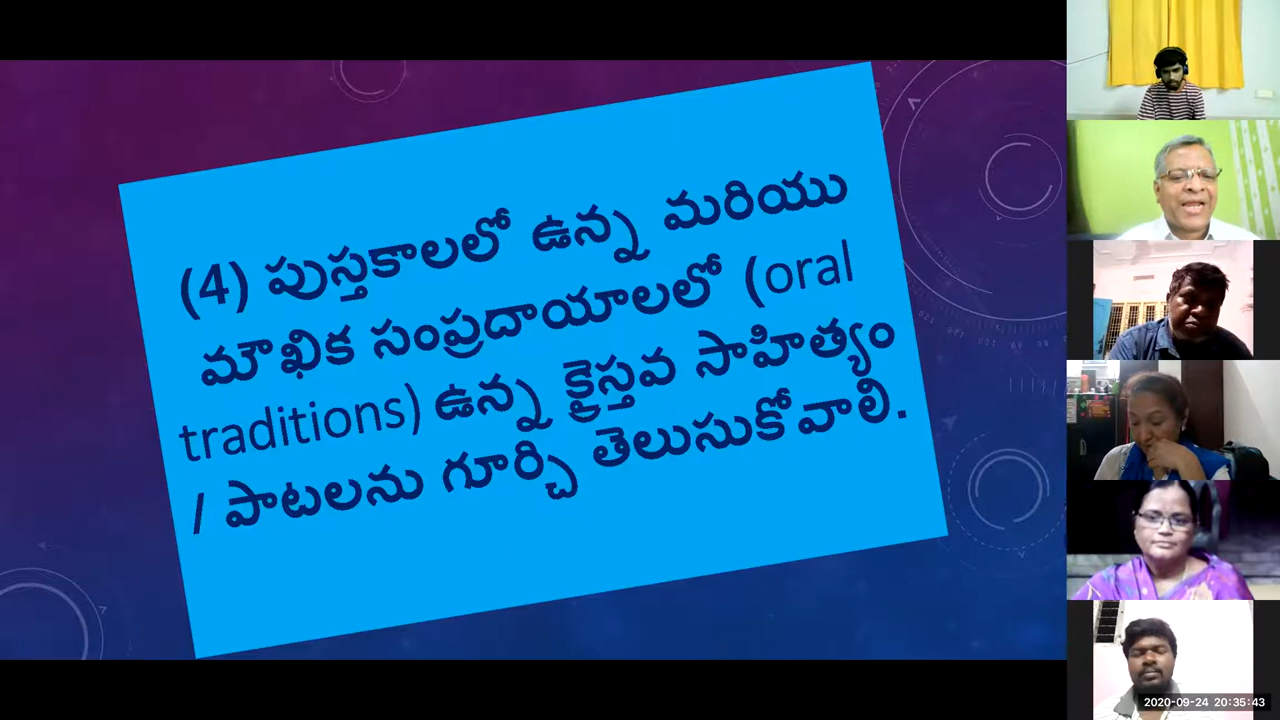 (4) పుస్తకాలలో ఉన్న మరియు
మౌఖిక సంప్రదాయాలలో (oral
traditions) ఉన్న క్రైస్తవ సాహిత్యం
/ పాటలను గూర్చి తెలుసుకోవాలి.
2020-09-24 20:35:43